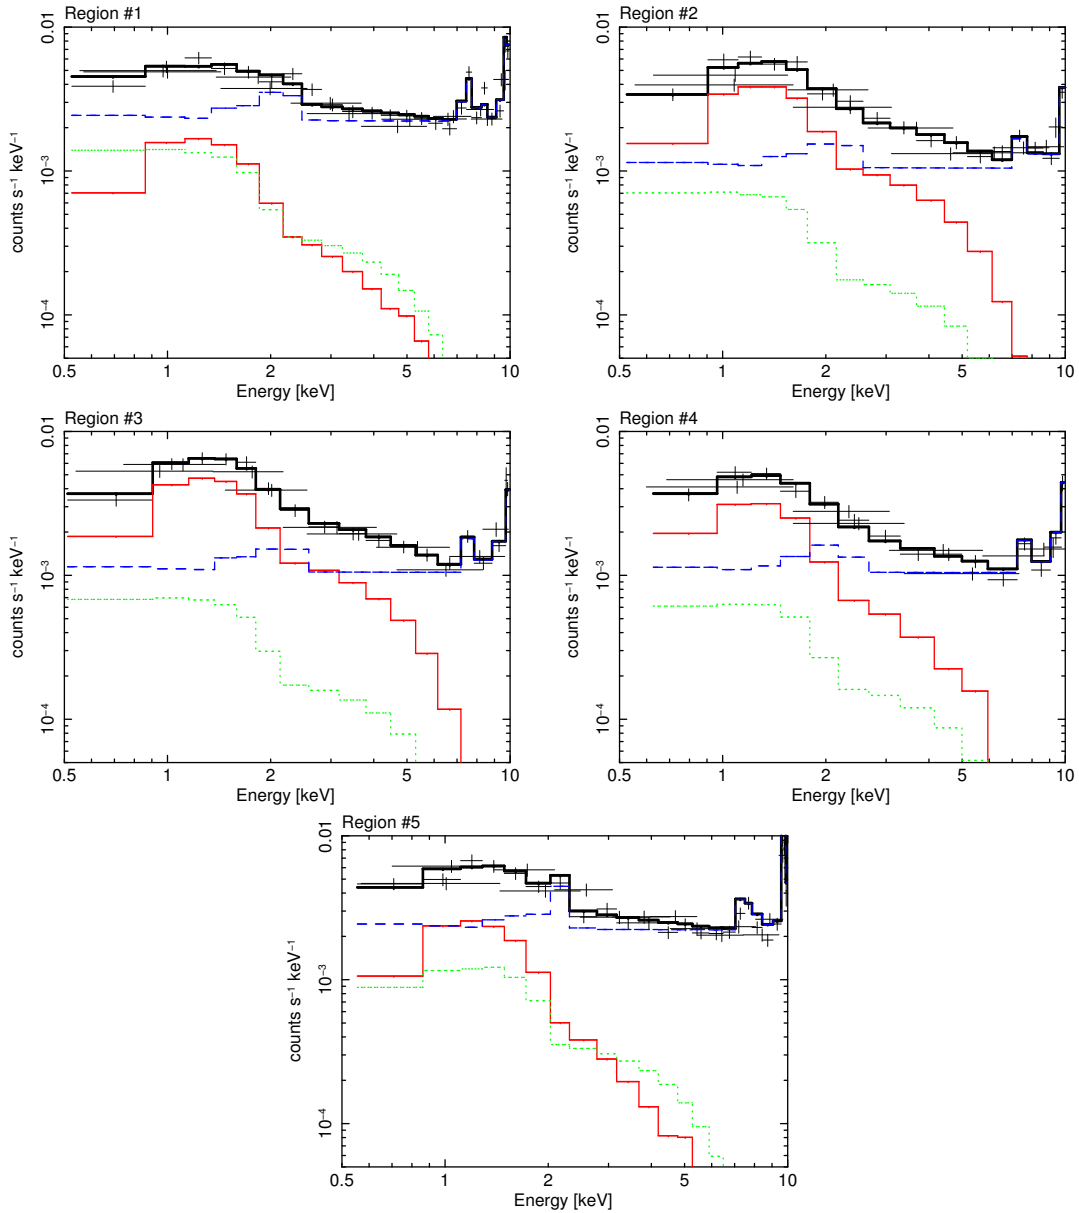 Region #1
0.01
10⁻³
10⁻⁴
counts s⁻¹ keV⁻¹
0.5
1
2
5
10
Energy [keV]
Region #2
0.01
10⁻³
10⁻⁴
counts s⁻¹ keV⁻¹
0.5
1
2
5
10
Energy [keV]
Region #3
0.01
10⁻³
10⁻⁴
counts s⁻¹ keV⁻¹
0.5
1
2
5
10
Energy [keV]
Region #4
0.01
10⁻³
10⁻⁴
counts s⁻¹ keV⁻¹
0.5
1
2
5
10
Energy [keV]
Region #5
0.01
10⁻³
10⁻⁴
counts s⁻¹ keV⁻¹
0.5
1
2
5
10
Energy [keV]